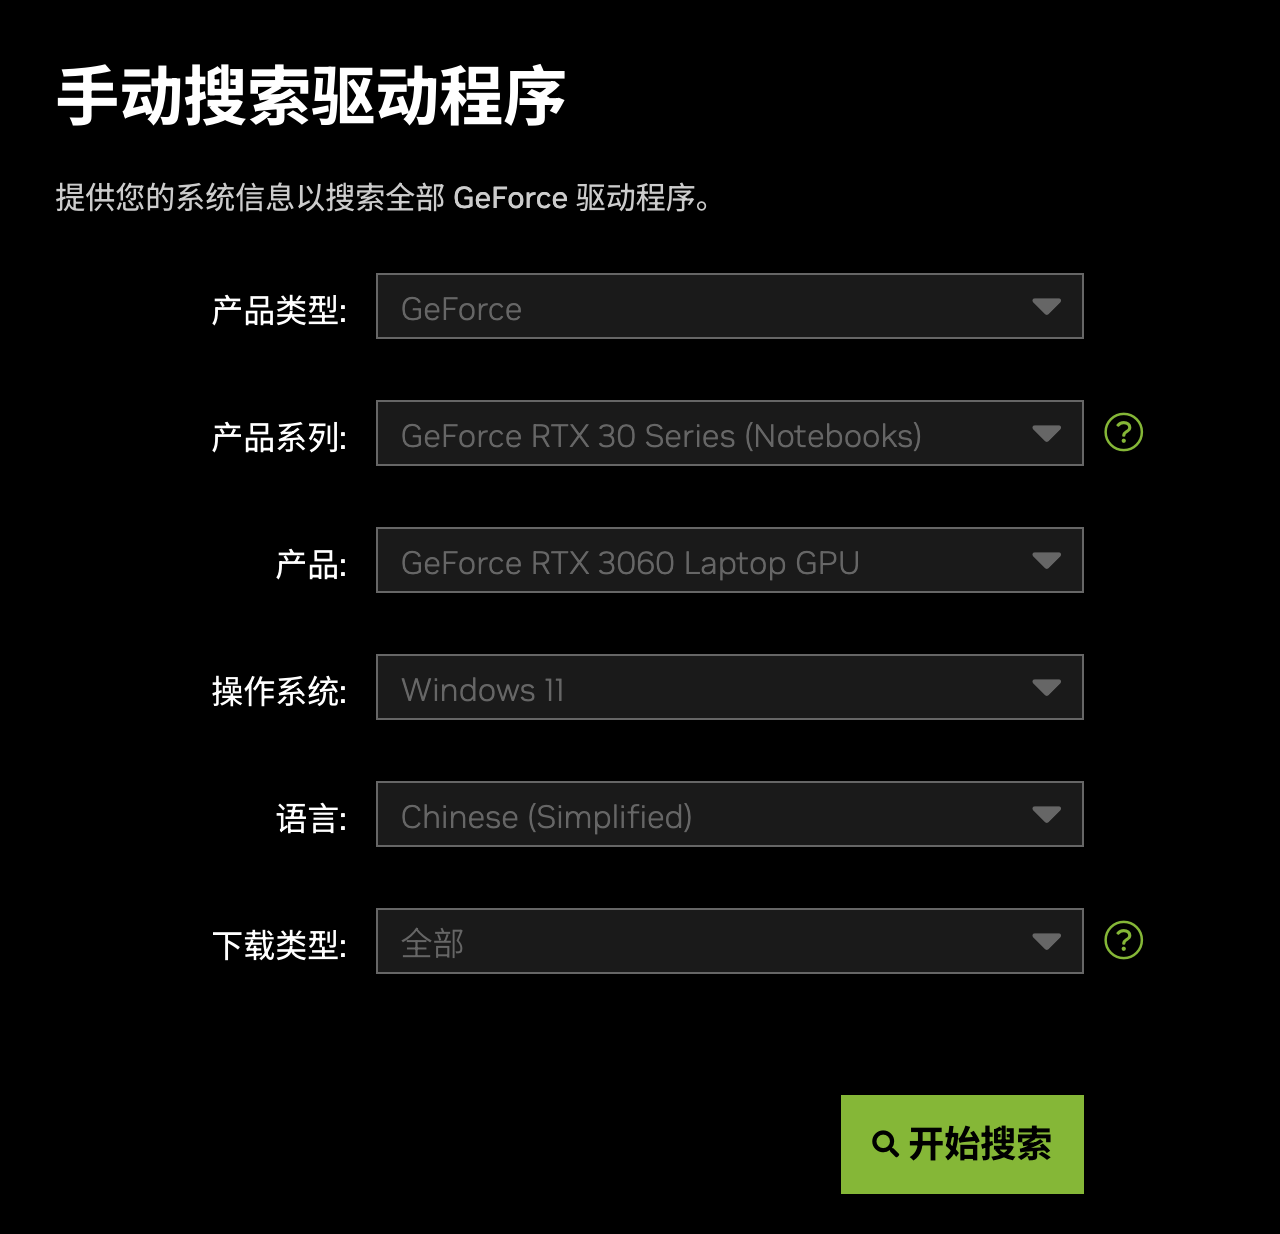 手动搜索驱动程序
提供您的系统信息以搜索全部 GeForce 驱动程序。
产品类型: GeForce
产品系列: GeForce RTX 30 Series (Notebooks) ?
产品: GeForce RTX 3060 Laptop GPU
操作系统: Windows 11
语言: Chinese (Simplified)
下载类型: 全部 ?
开始搜索